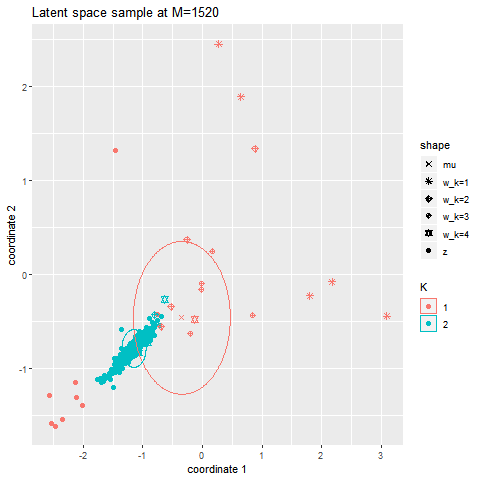 Latent space sample at M=1520
coordinate 2
2
1
0
-1
-2
-1
0
1
2
3
coordinate 1
shape
mu
w_k=1
w_k=2
w_k=3
w_k=4
z
K
1
2